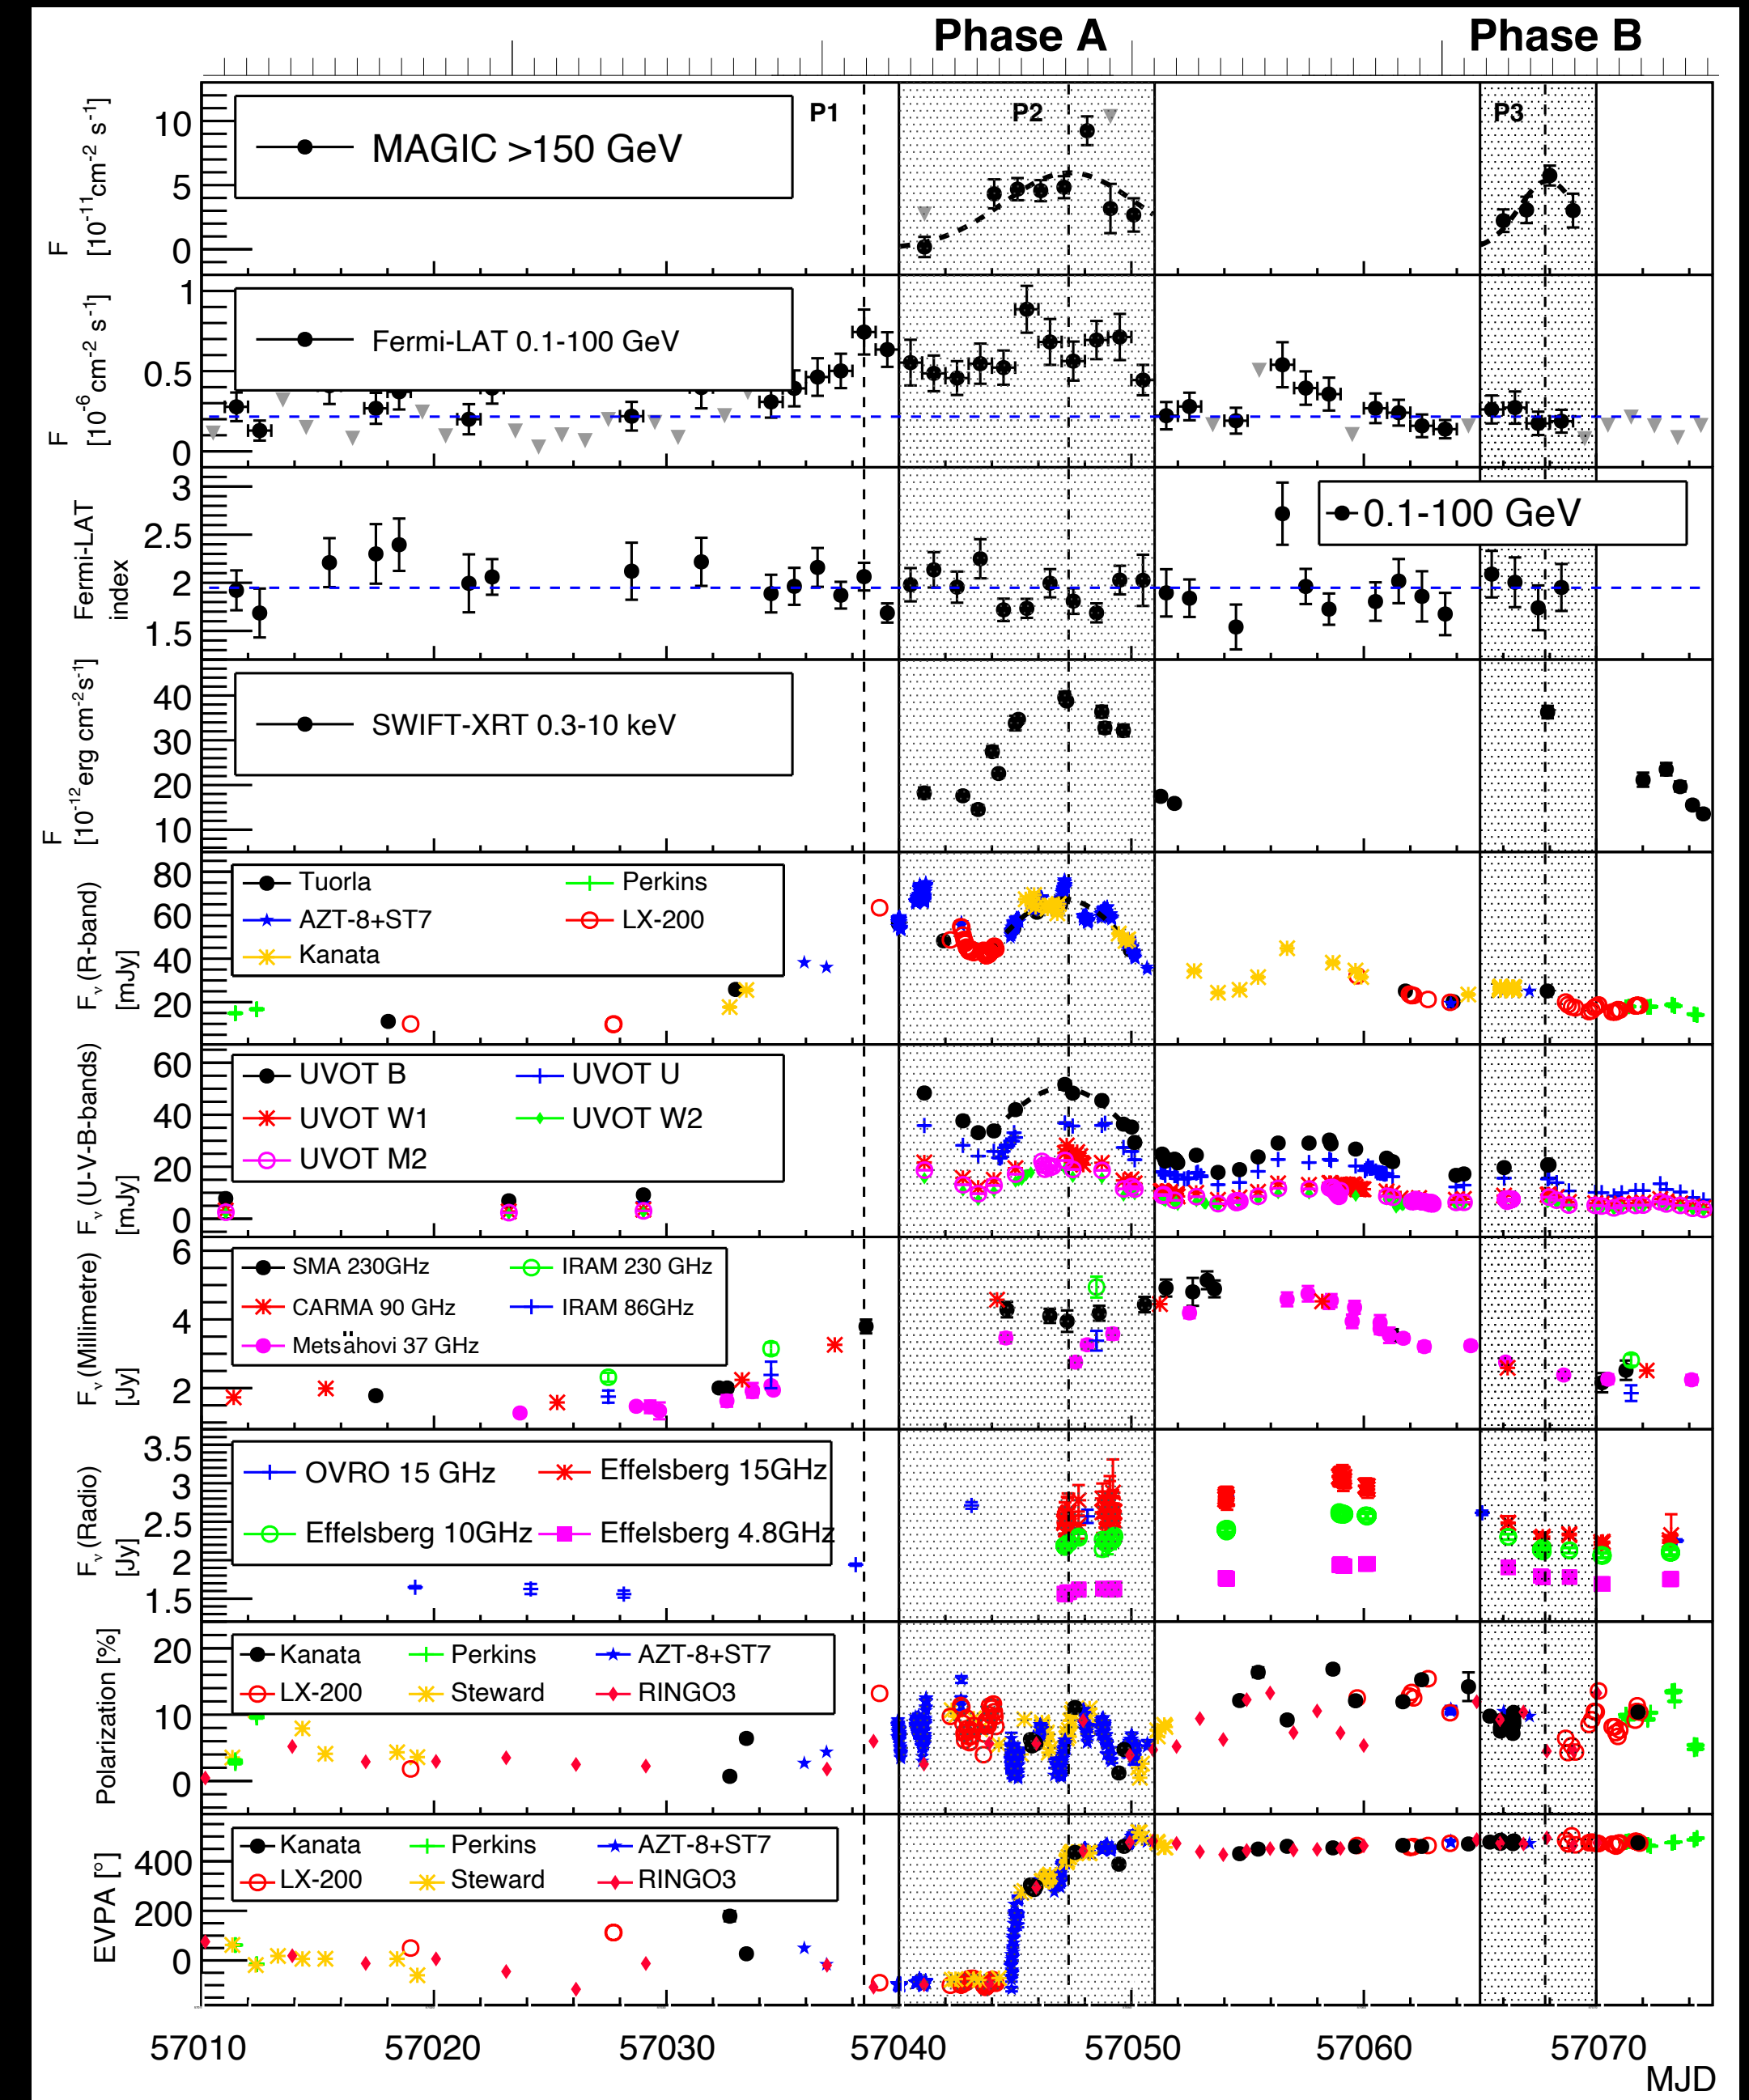 Phase A Phase B
P1 P2 P3
MAGIC >150 GeV
F
[10-11cm-2 s-1]
10
5
0
Fermi-LAT 0.1-100 GeV
F
[10-6cm-2 s-1]
1
0.5
0
Fermi-LAT
index
0.1-100 GeV
3
2.5
2
1.5
SWIFT-XRT 0.3-10 keV
F
[10-12erg cm-2s-1]
40
30
20
10
Fν (R-band)
[mJy]
80
60
40
20
Tuorla Perkins
AZT-8+ST7 LX-200
Kanata
Fν (U-V-B-bands)
[mJy]
60
40
20
0
UVOT B UVOT U
UVOT W1 UVOT W2
UVOT M2
Fν (Millimetre)
[Jy]
6
4
2
SMA 230GHz IRAM 230 GHz
CARMA 90 GHz IRAM 86GHz
Metsähovi 37 GHz
Fν (Radio)
[Jy]
3.5
3
2.5
2
1.5
OVRO 15 GHz Effelsberg 15GHz
Effelsberg 10GHz Effelsberg 4.8GHz
Polarization [%]
20
10
0
Kanata Perkins AZT-8+ST7
LX-200 Steward RINGO3
EVPA [°]
400
200
0
Kanata Perkins AZT-8+ST7
LX-200 Steward RINGO3
57010 57020 57030 57040 57050 57060 57070
MJD